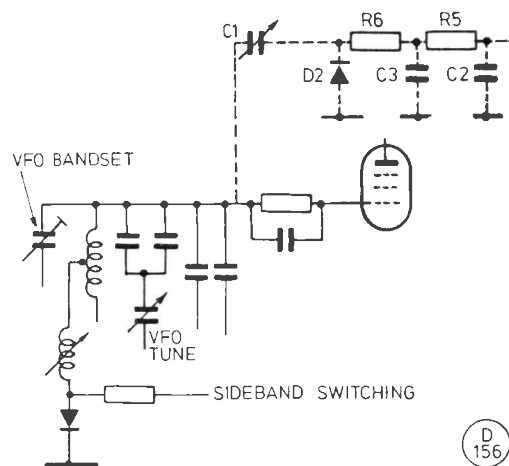 C1
R6
R5
D2
C3
C2
VFO BANDSET
VFO
TUNE
SIDEBAND SWITCHING
D
156